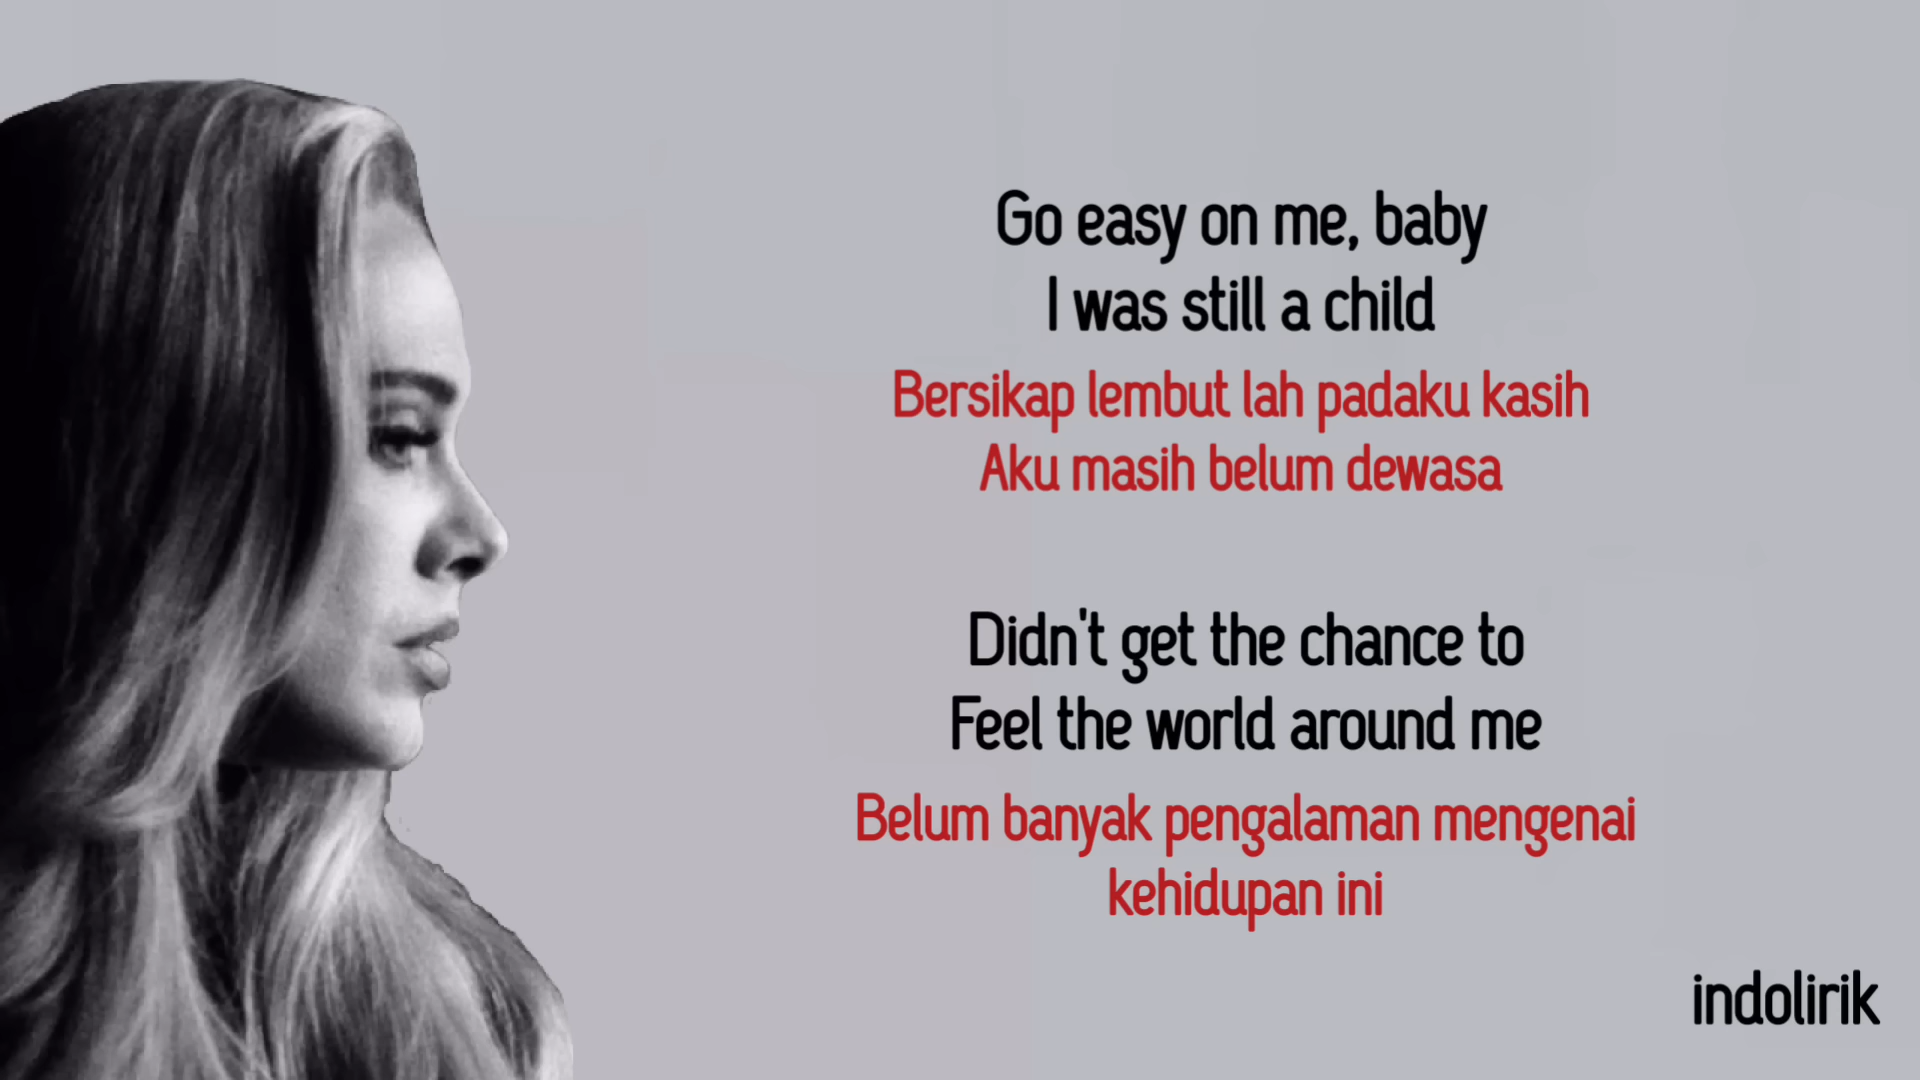 Go easy on me, baby
I was still a child
Bersikap lembut lah padaku kasih
Aku masih belum dewasa
Didn't get the chance to
Feel the world around me
Belum banyak pengalaman mengenai
kehidupan ini
indolirik